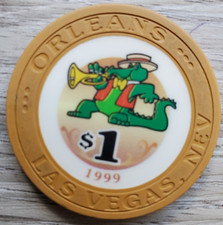 ORLEANS
$1
1999
LAS VEGAS, NEV